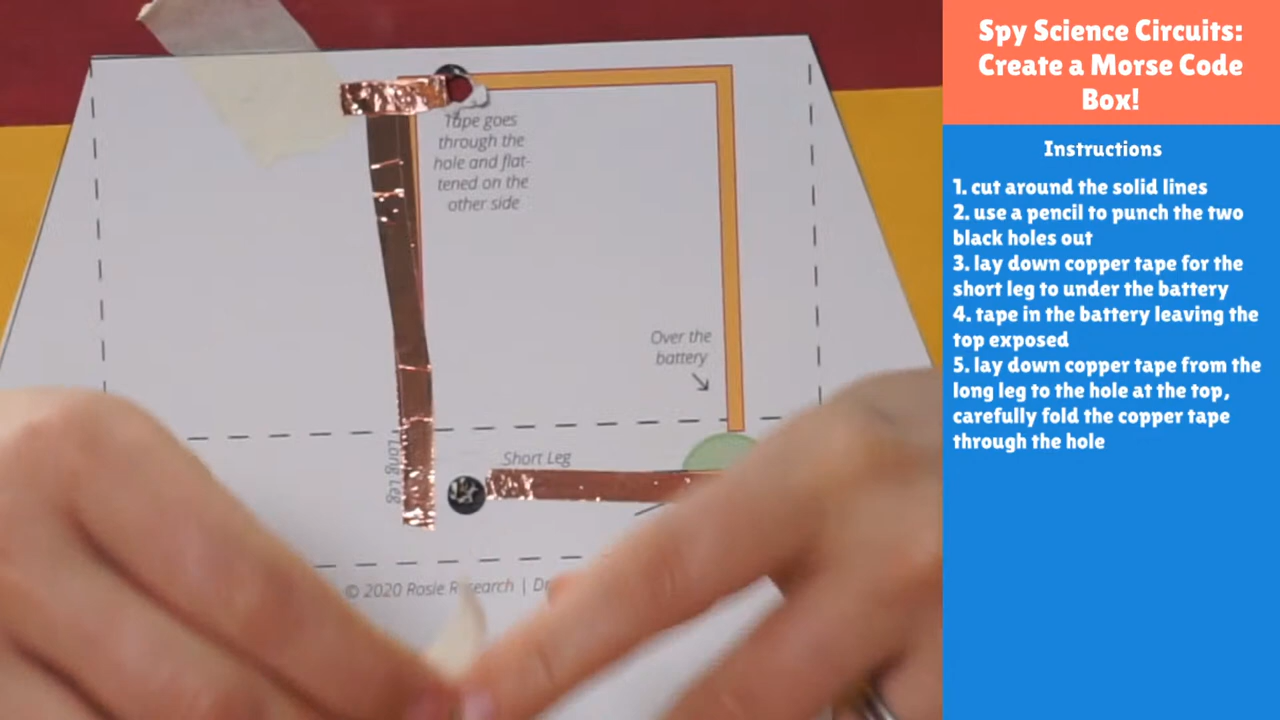 Spy Science Circuits:
Create a Morse Code
Box!
Instructions
1. cut around the solid lines
2. use a pencil to punch the two
black holes out
3. lay down copper tape for the
short leg to under the battery
4. tape in the battery leaving the
top exposed
5. lay down copper tape from the
long leg to the hole at the top,
carefully fold the copper tape
through the hole
Tape goes
through the
hole and flat-
tened on the
other side
Over the
battery
Long Leg
Short Leg
© 2020 Rosie Research |